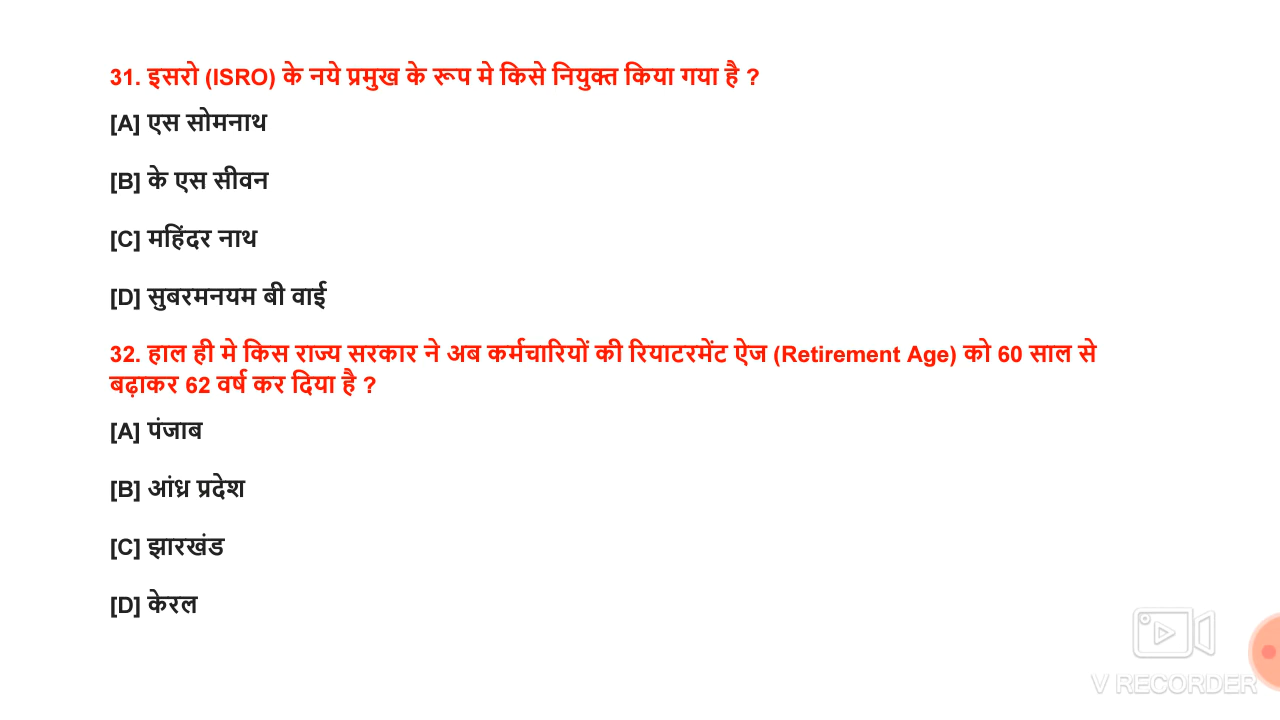 31. इसरो (ISRO) के नये प्रमुख के रूप मे किसे नियुक्त किया गया है ?
[A] एस सोमनाथ
[B] के एस सीवन
[C] महिंदर नाथ
[D] सुबरमनयम बी वाई
32. हाल ही मे किस राज्य सरकार ने अब कर्मचारियों की रियाटरमेंट ऐज (Retirement Age) को 60 साल से
बढ़ाकर 62 वर्ष कर दिया है ?
[A] पंजाब
[B] आंध्र प्रदेश
[C] झारखंड
[D] केरल
V RECORDER